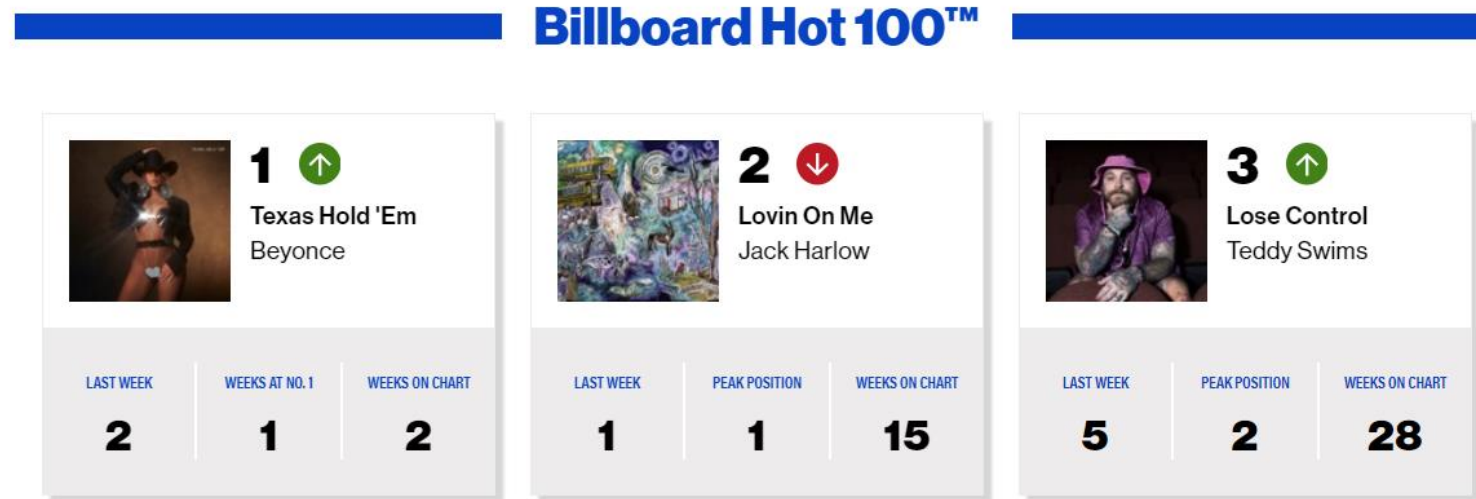 Billboard Hot 100™
1
Texas Hold 'Em
Beyonce
LAST WEEK
2
WEEKS AT NO. 1
1
WEEKS ON CHART
2
2
Lovin On Me
Jack Harlow
LAST WEEK
1
PEAK POSITION
1
WEEKS ON CHART
15
3
Lose Control
Teddy Swims
LAST WEEK
5
PEAK POSITION
2
WEEKS ON CHART
28